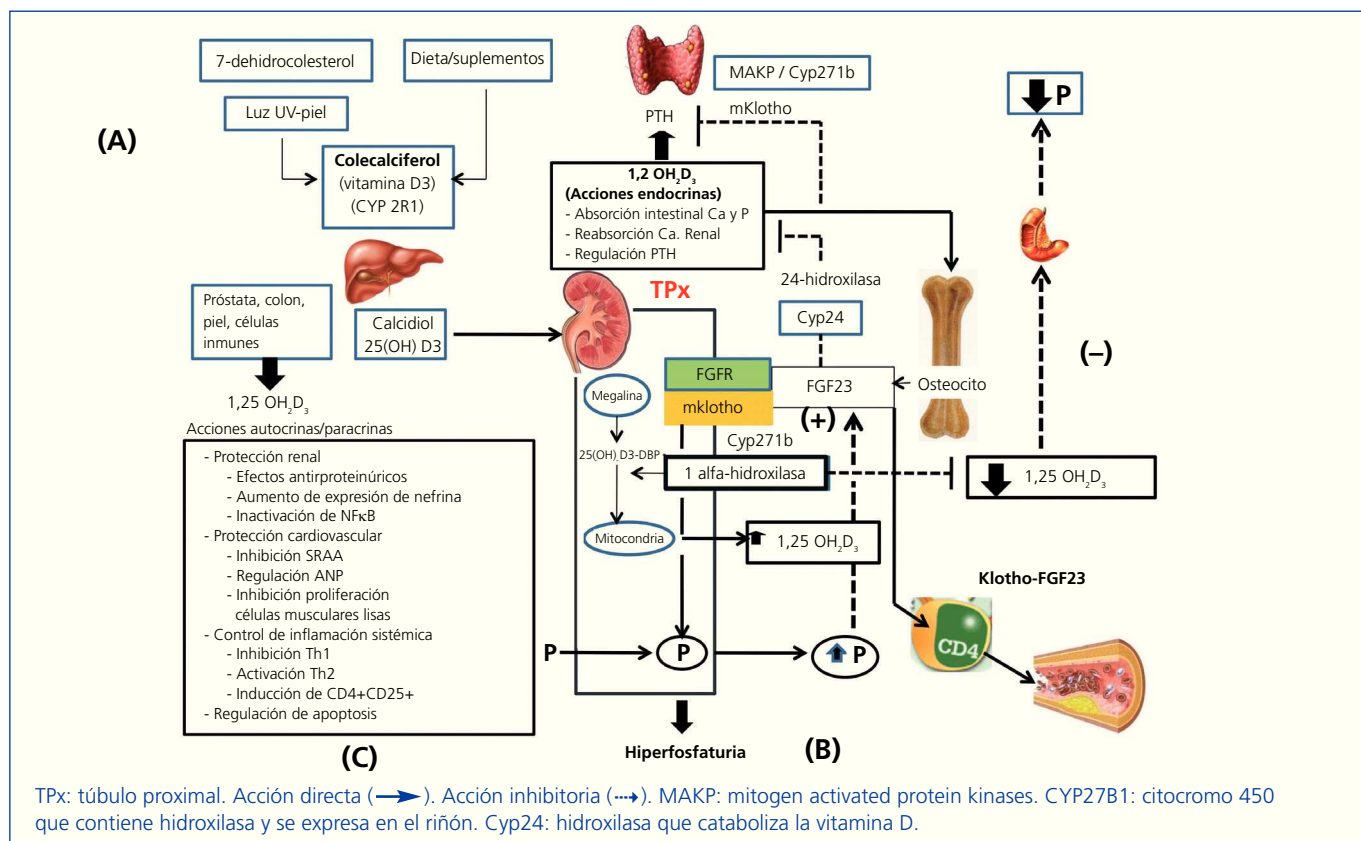 7-dehidrocolesterol
Dieta/suplementos
Luz UV-piel
(A)
Colecalciferol
(vitamina D3)
(CYP 2R1)
Próstata, colon,
piel, células
inmunes
Calcidiol
25(OH) D3
1,25 OH₂D₃
Acciones autocrinas/paracrinas
- Protección renal
- Efectos antirproteinúricos
- Aumento de expresión de nefrina
- Inactivación de NFκB
- Protección cardiovascular
- Inhibición SRAA
- Regulación ANP
- Inhibición proliferación
células musculares lisas
- Control de inflamación sistémica
- Inhibición Th1
- Activación Th2
- Inducción de CD4+CD25+
- Regulación de apoptosis
(C)
MAKP / Cyp271b
mKlotho
PTH
1,2 OH₂D₃
(Acciones endocrinas)
- Absorción intestinal Ca y P
- Reabsorción Ca. Renal
- Regulación PTH
TPx
24-hidroxilasa
Cyp24
FGFR
mklotho
FGF23
Osteocito
(+)
Megalina
Cyp271b
25(OH) D3-DBP
1 alfa-hidroxilasa
Mitocondria
1,25 OH₂D₃
P
P
P
Hiperfosfaturia
(B)
P
(–)
1,25 OH₂D₃
Klotho-FGF23
CD4
TPx: túbulo proximal. Acción directa (→). Acción inhibitoria (⇢). MAKP: mitogen activated protein kinases. CYP27B1: citocromo 450
que contiene hidroxilasa y se expresa en el riñón. Cyp24: hidroxilasa que cataboliza la vitamina D.